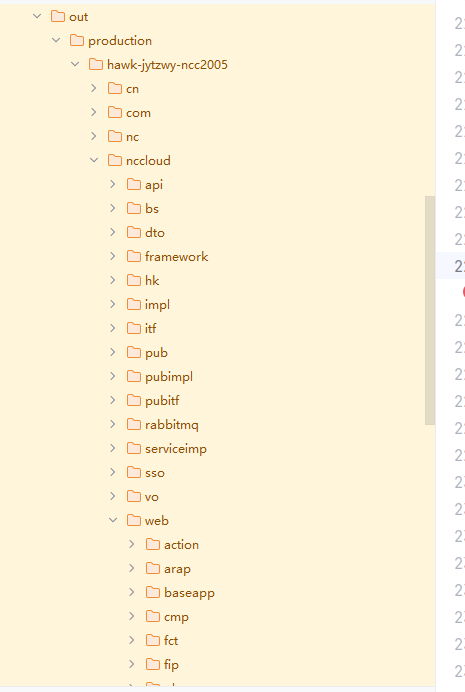 out
production
hawk-jytzwy-ncc2005
cn
com
nc
nccloud
api
bs
dto
framework
hk
impl
itf
pub
pubimpl
pubitf
rabbitmq
serviceimp
sso
vo
web
action
arap
baseapp
cmp
fct
fip